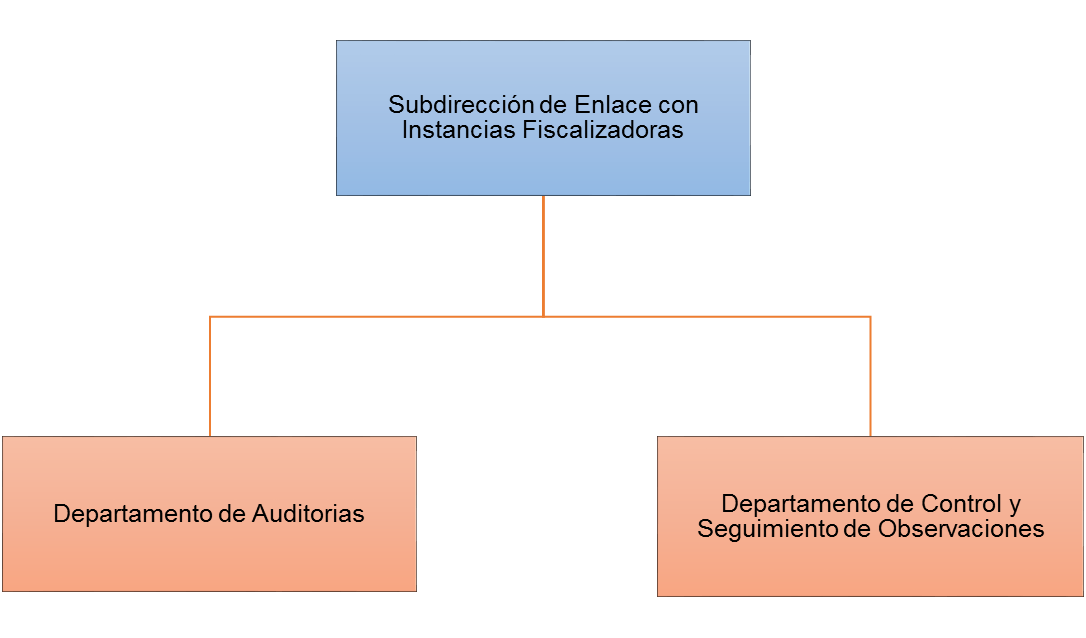 Subdirección de Enlace con
Instancias Fiscalizadoras
Departamento de Auditorias
Departamento de Control y
Seguimiento de Observaciones